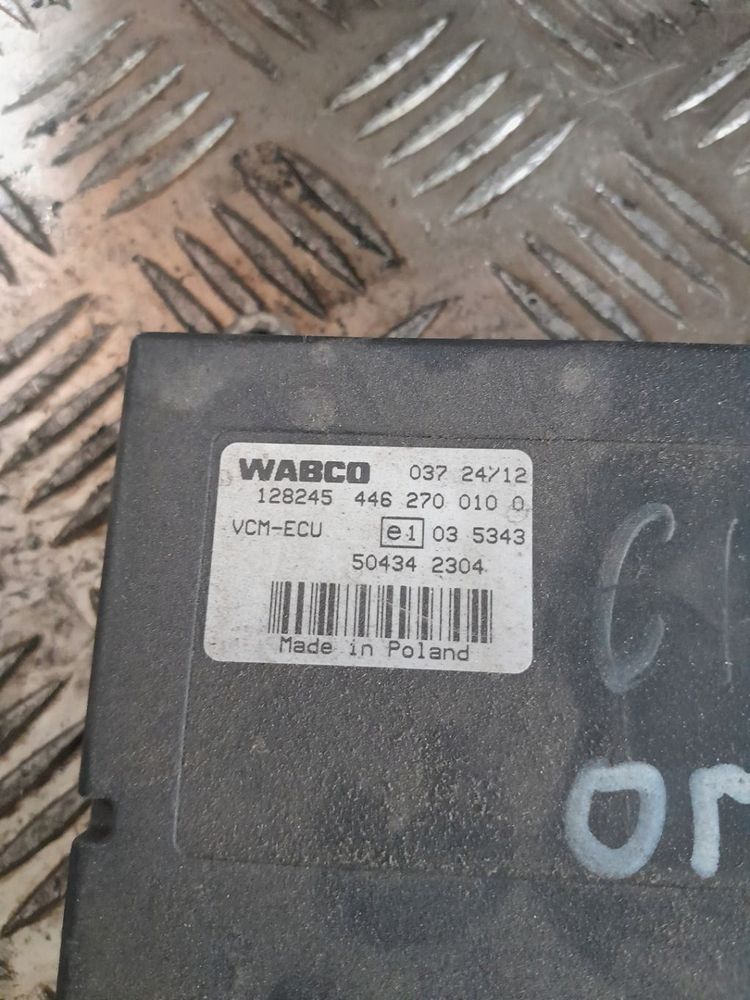 WABCO 037 24/12
128245 446 270 010 0
VCM-ECU e1 03 5343
50434 2304
Made in Poland